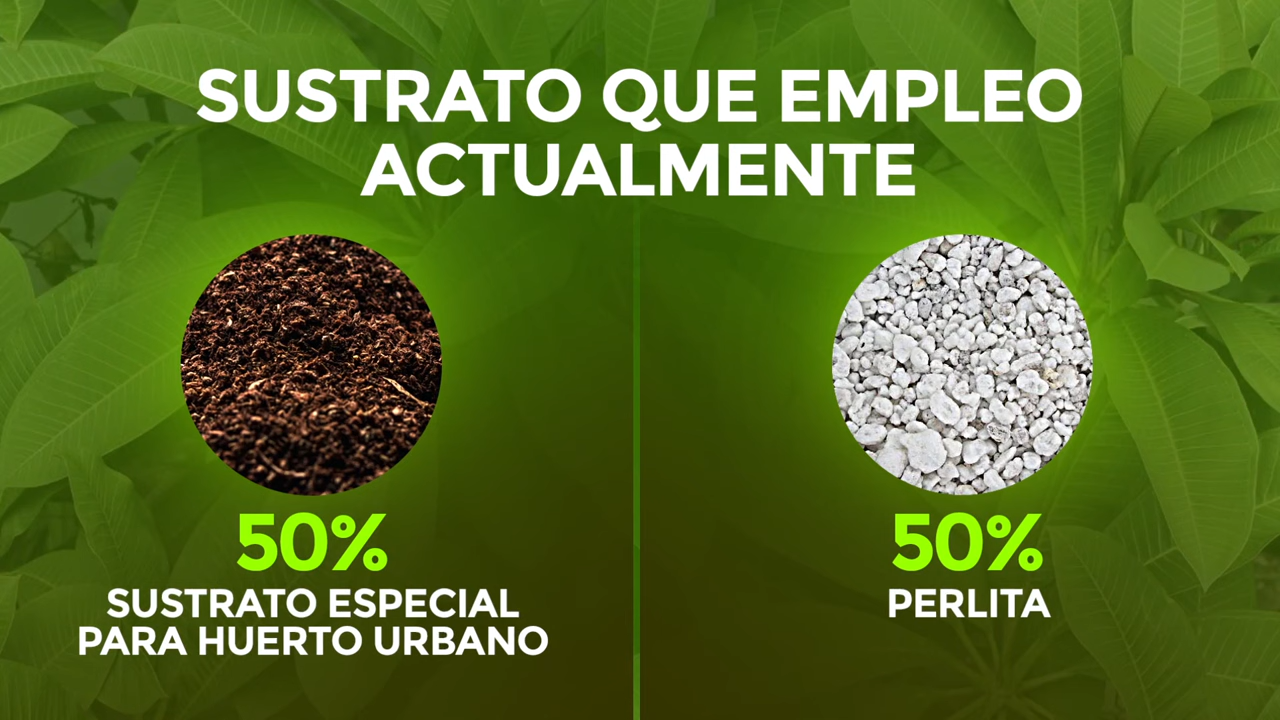 SUSTRATO QUE EMPLEO
ACTUALMENTE
50%
SUSTRATO ESPECIAL
PARA HUERTO URBANO
50%
PERLITA